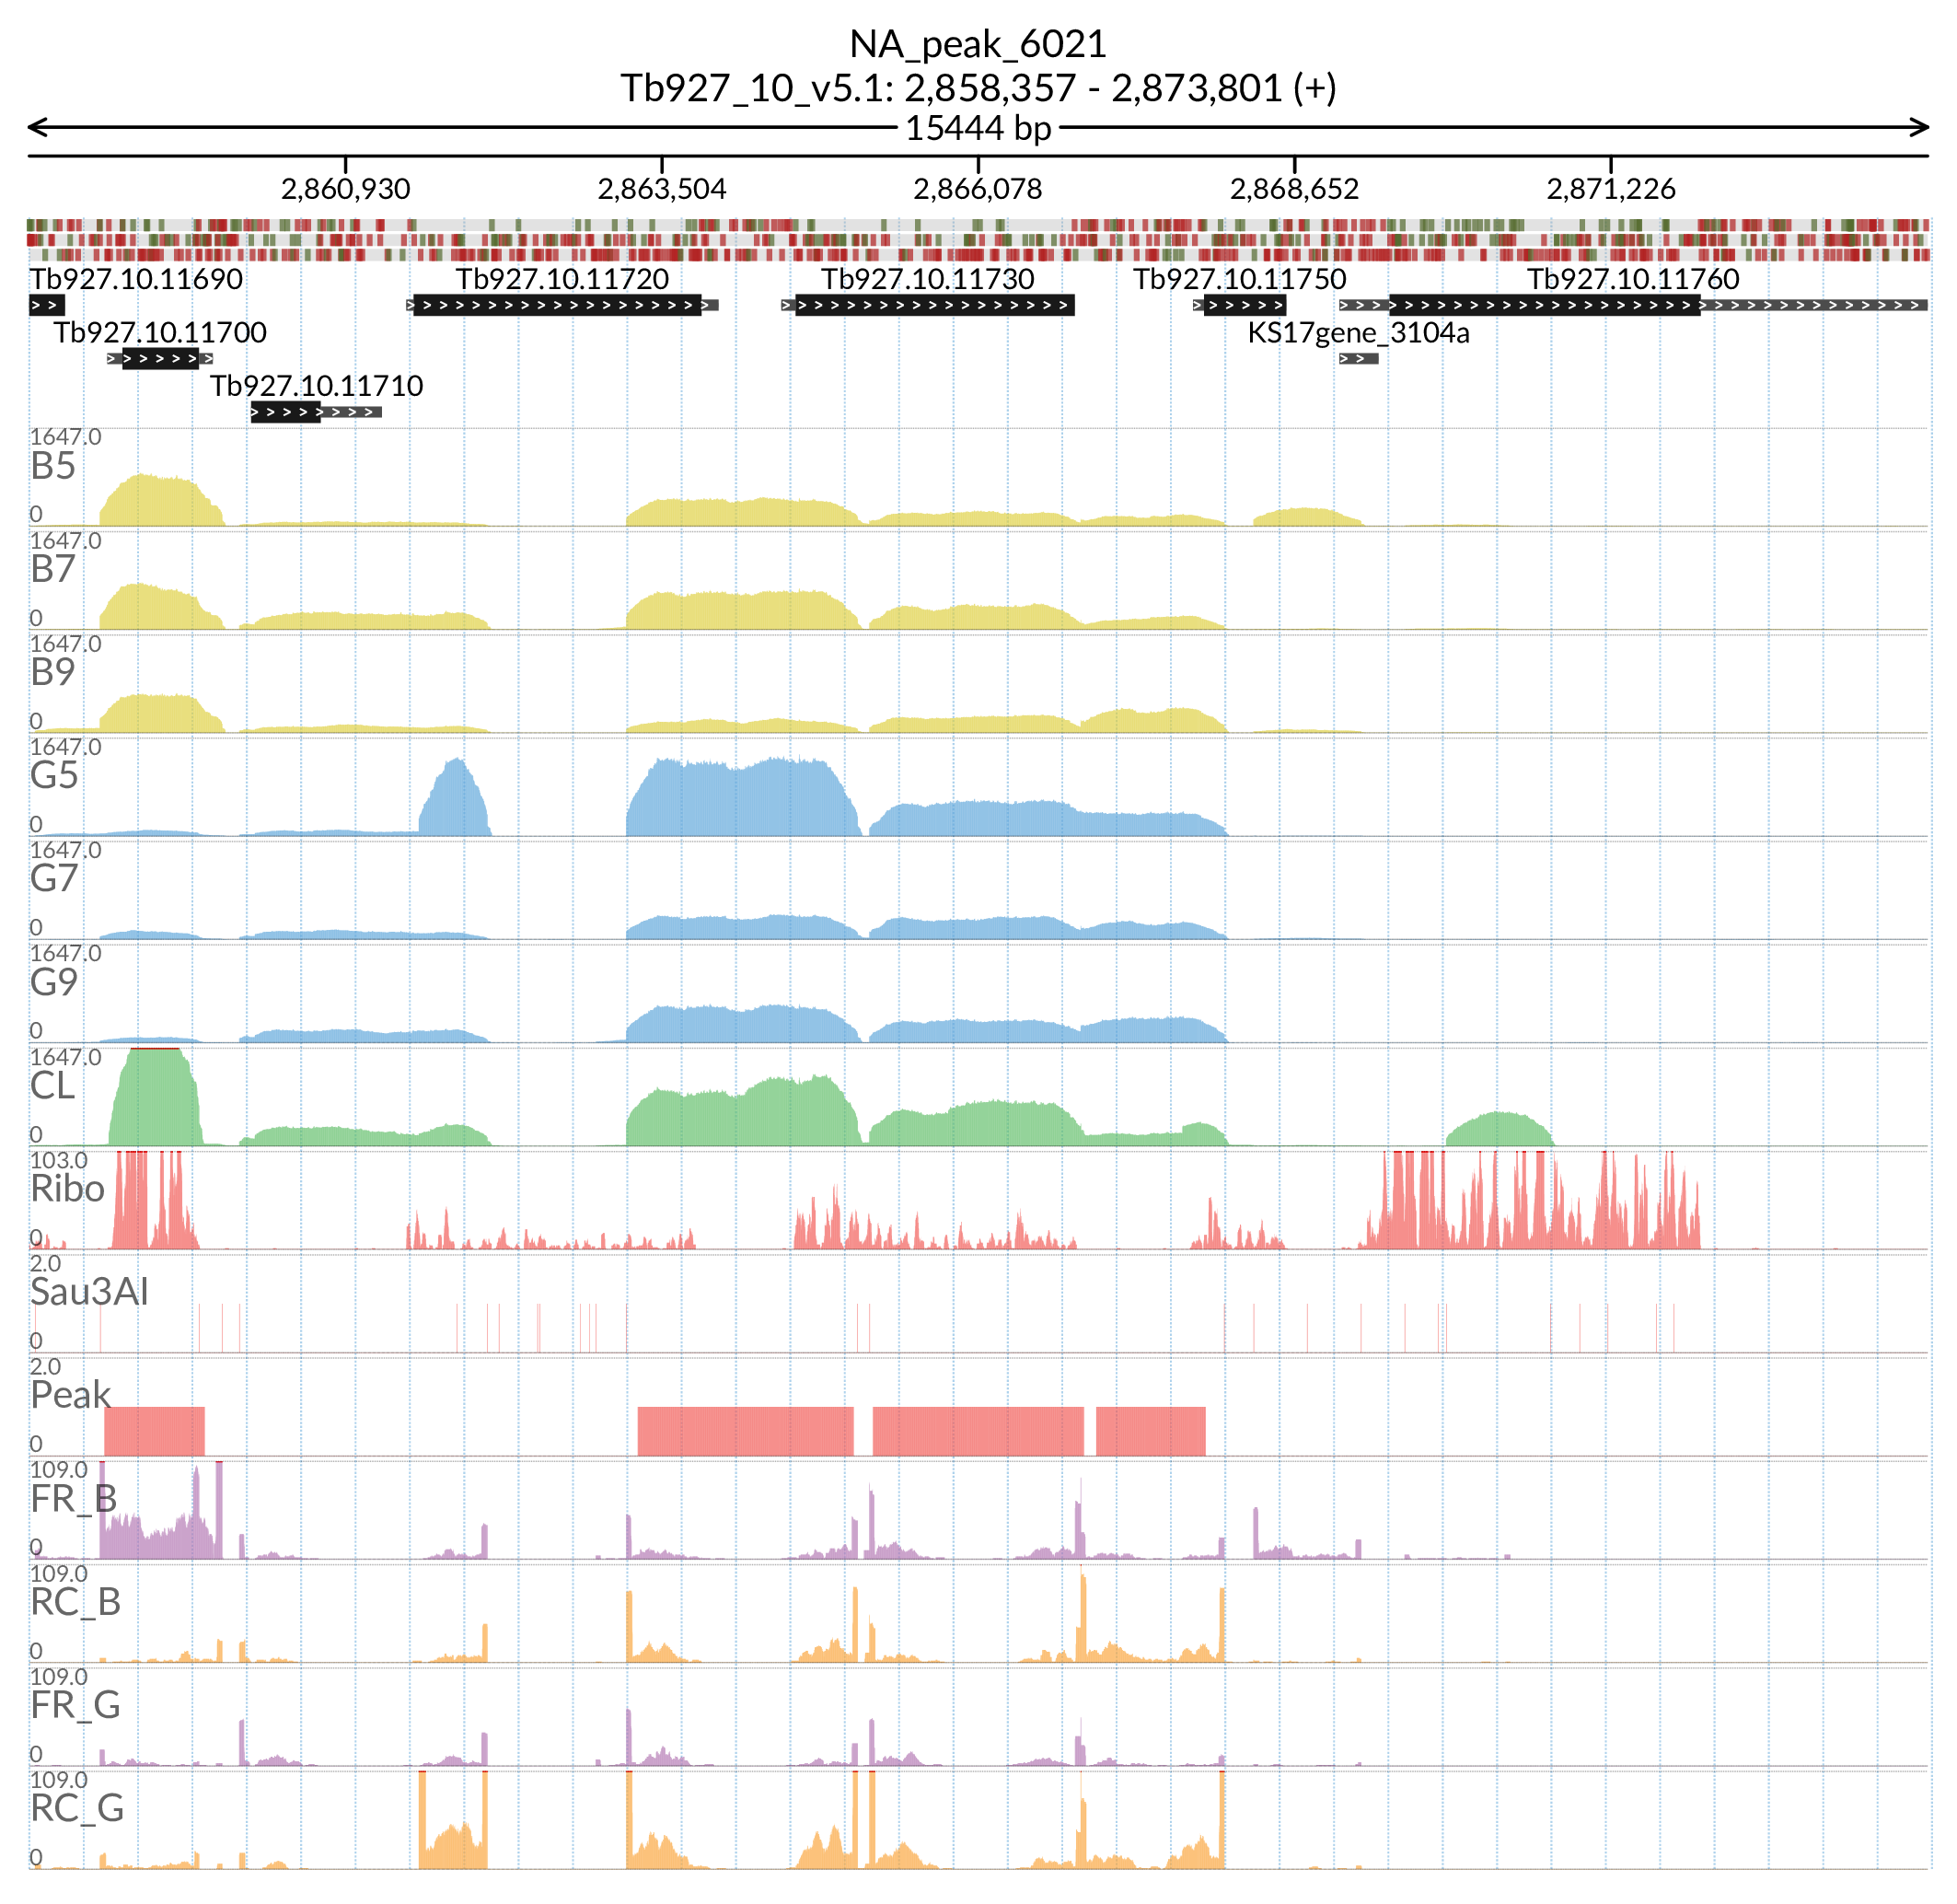 NA_peak_6021
Tb927_10_v5.1: 2,858,357 - 2,873,801 (+)
15444 bp
2,860,930 2,863,504 2,866,078 2,868,652 2,871,226
Tb927.10.11690 Tb927.10.11720 Tb927.10.11730 Tb927.10.11750 Tb927.10.11760
Tb927.10.11700 KS17gene_3104a
Tb927.10.11710
1647.0
B5
0
1647.0
B7
0
1647.0
B9
0
1647.0
G5
0
1647.0
G7
0
1647.0
G9
0
1647.0
CL
0
103.0
Ribo
0
2.0
Sau3AI
0
2.0
Peak
0
109.0
FR_B
0
109.0
RC_B
0
109.0
FR_G
0
109.0
RC_G
0